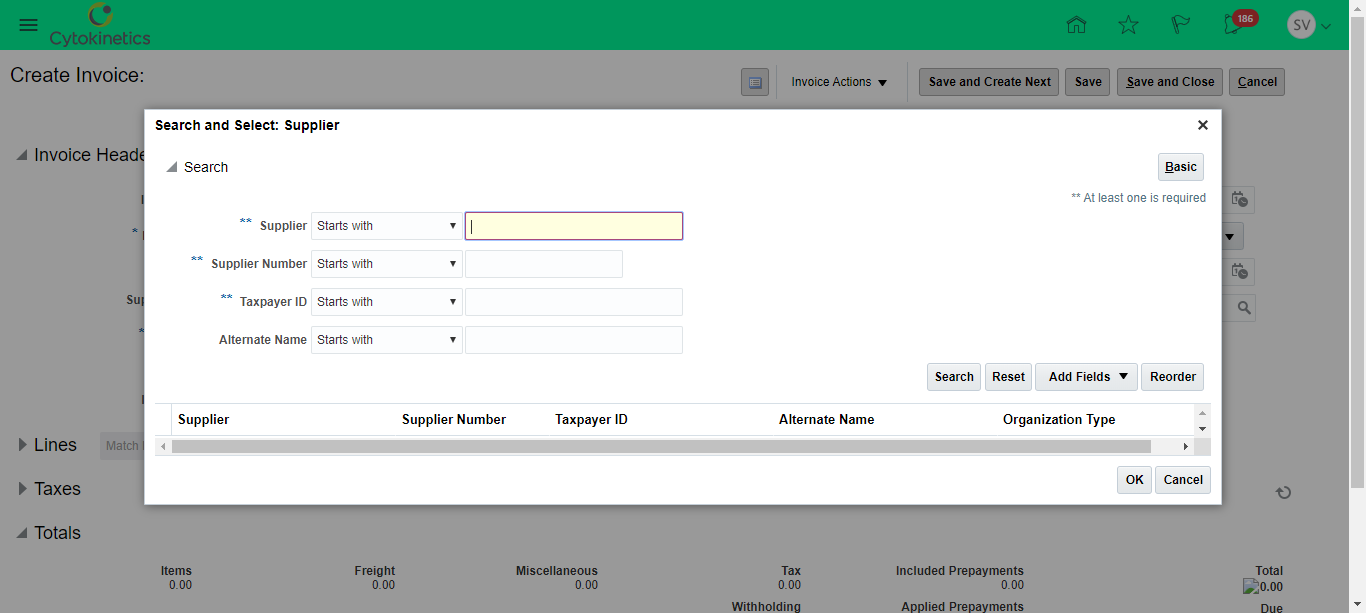 Cytokinetics
186
SV
Create Invoice:
Invoice Actions
Save and Create Next
Save
Save and Close
Cancel
Search and Select: Supplier
Invoice Heade
Search
Basic
** At least one is required
** Supplier Starts with
*
** Supplier Number Starts with
** Taxpayer ID Starts with
Sup
** Alternate Name Starts with
Search
Reset
Add Fields
Reorder
Supplier Supplier Number Taxpayer ID Alternate Name Organization Type
Lines
Match
OK
Cancel
Taxes
Totals
Items Freight Miscellaneous Tax Included Prepayments Total
0.00 0.00 0.00 0.00 0.00 0.00
Withholding Applied Prepayments Due